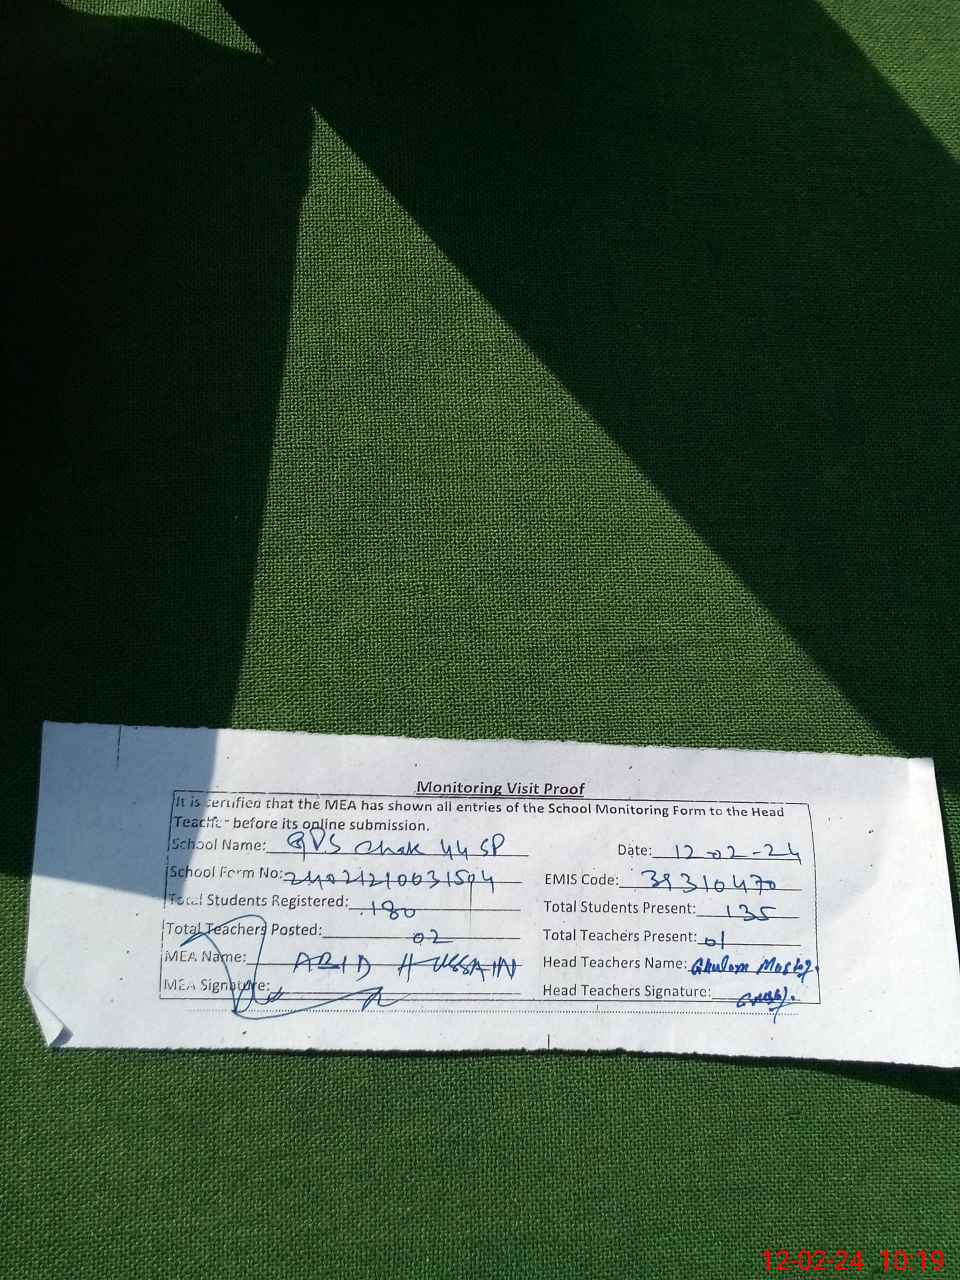 Monitoring Visit Proof
It is certified that the MEA has shown all entries of the School Monitoring Form to the Head
Teacher before its online submission.
School Name: GPS Chak 44 SP Date: 12-02-24
School Form No: EMIS Code: 39310470
Total Students Registered: 180 Total Students Present: 135
Total Teachers Posted: 02 Total Teachers Present: 01
MEA Name: ABID HUSSAIN Head Teachers Name: Ghulam
MEA Signature: Head Teachers Signature:
12-02-24 10:19